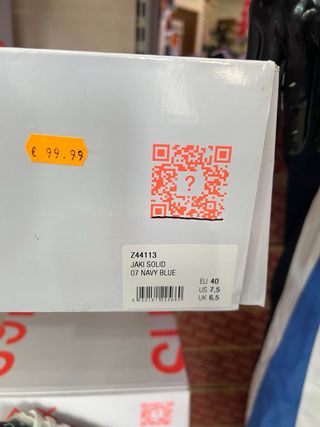 € 99.99
?
Z44113
JAKI SOLID
07 NAVY BLUE
EU 40
US 7,5
UK 6,5